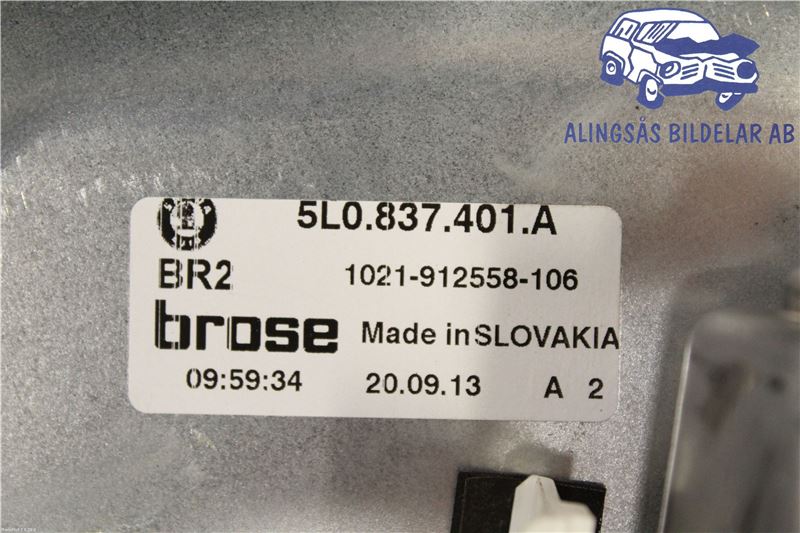 ALINGSÅS BILDELAR AB
5L0.837.401.A
BR2 1021-912558-106
brose Made in SLOVAKIA
09:59:34 20.09.13 A 2